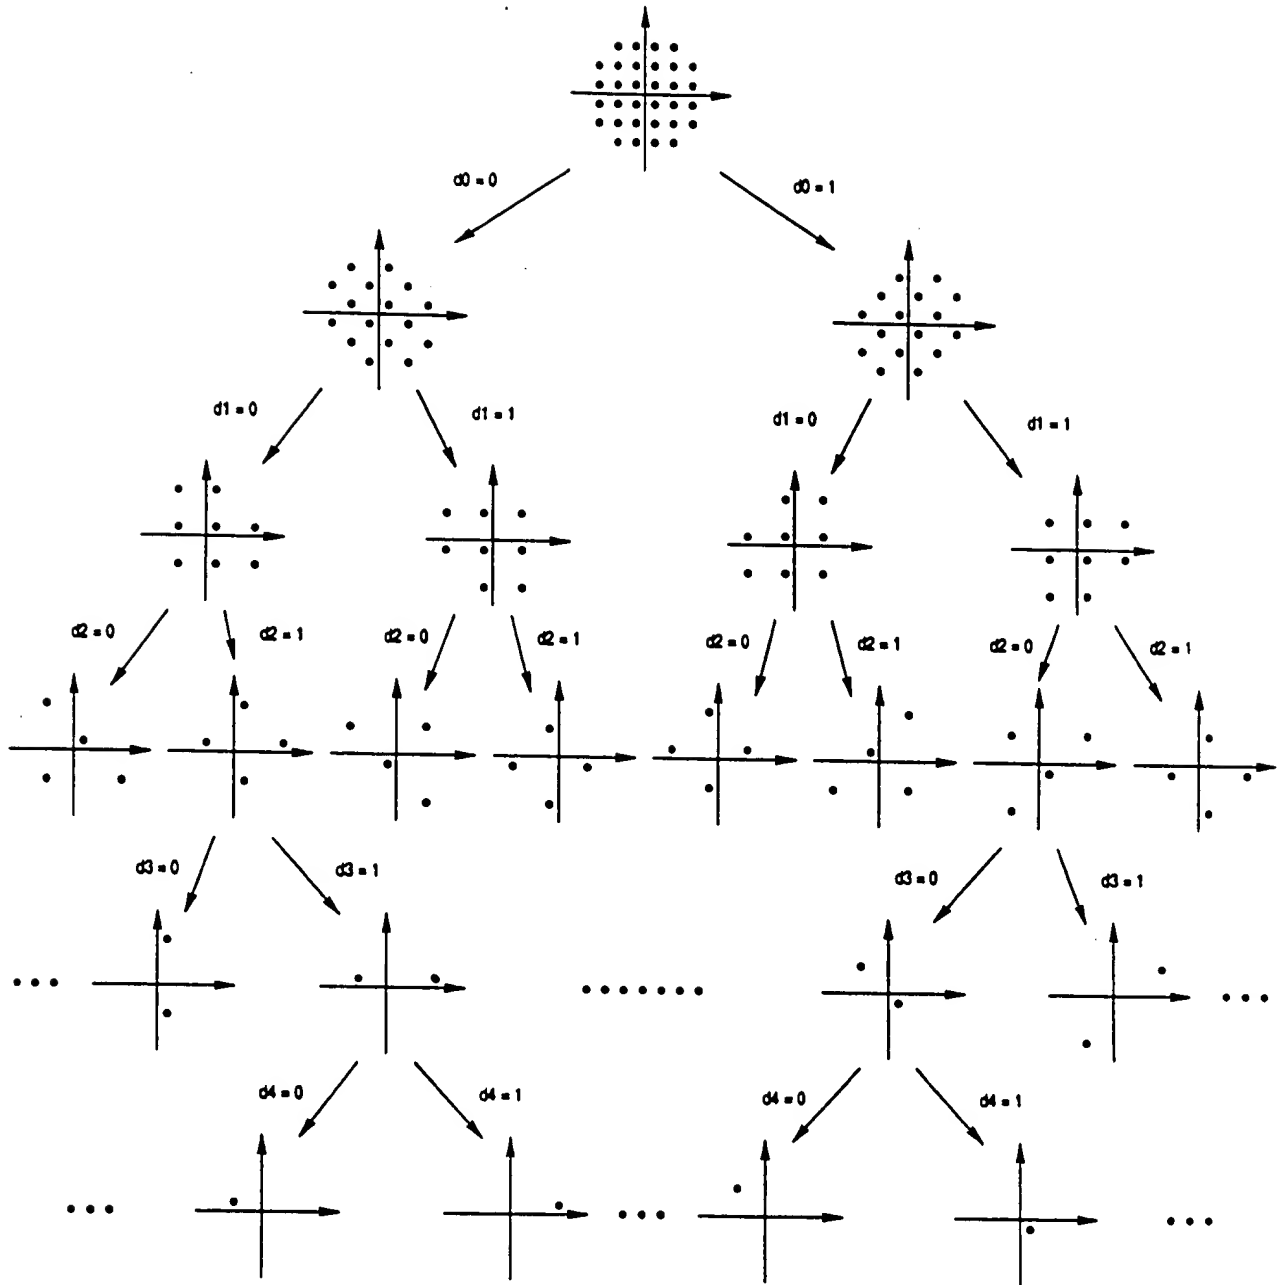 d0 = 0
d0 = 1
d1 = 0
d1 = 1
d1 = 0
d1 = 1
d2 = 0
d2 = 1
d2 = 0
d2 = 1
d2 = 0
d2 = 1
d2 = 0
d2 = 1
d3 = 0
d3 = 1
d3 = 0
d3 = 1
d4 = 0
d4 = 1
d4 = 0
d4 = 1